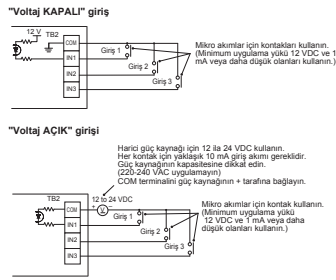 "Voltaj KAPALI" giriş
12 V
TB2
COM
IN1
IN2
IN3
Giriş 1
Giriş 2
Giriş 3
Mikro akımlar için kontakları kullanın.
(Minimum uygulama yükü 12 VDC ve 1
mA veya daha düşük olanları kullanın.)
"Voltaj AÇIK" girişi
Harici güç kaynağı için 12 ila 24 VDC kullanın.
Her kontak için yaklaşık 10 mA giriş akımı gereklidir.
Güç kaynağının kapasitesine dikkat edin.
(220-240 VAC uygulamayın)
COM terminalini güç kaynağının + tarafına bağlayın.
TB2
12 to 24 VDC
COM
+
V
–
IN1
IN2
IN3
Giriş 1
Giriş 2
Giriş 3
Mikro akımlar için kontak kullanın.
(Minimum uygulama yükü
12 VDC ve 1 mA veya daha
düşük olanları kullanın.)